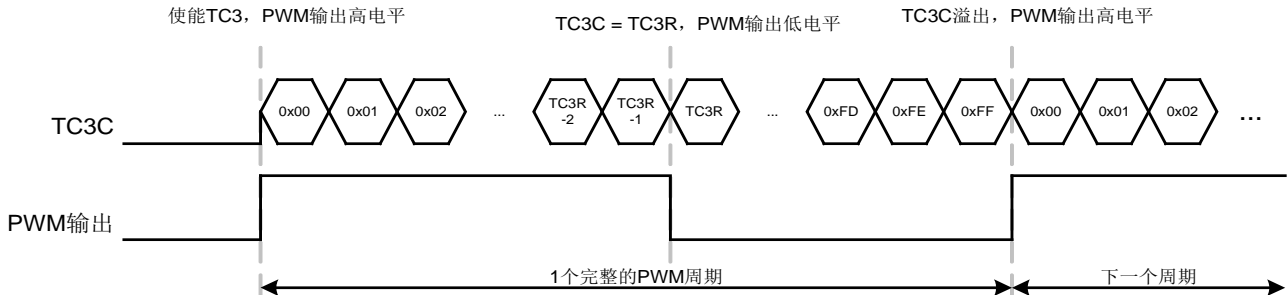 使能TC3，PWM输出高电平
TC3C = TC3R，PWM输出低电平
TC3C溢出，PWM输出高电平
TC3C
0x00
0x01
0x02
...
TC3R
-2
TC3R
-1
TC3R
...
0xFD
0xFE
0xFF
0x00
0x01
0x02
...
PWM输出
1个完整的PWM周期
下一个周期